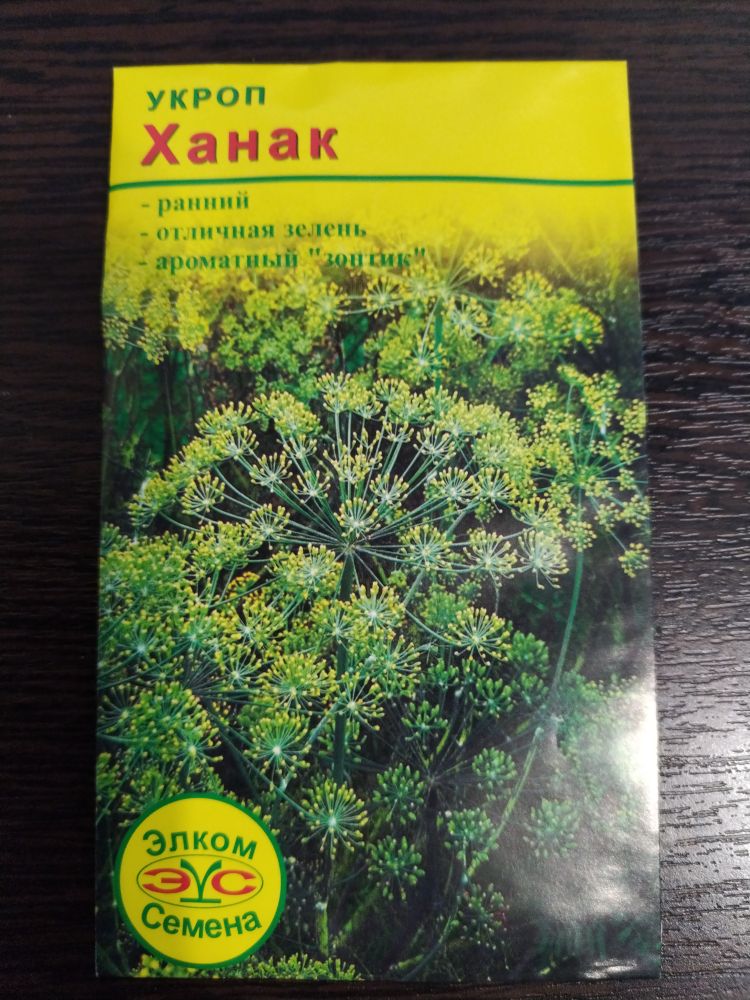 УКРОП
Ханак
- ранний
- отличная зелень
- ароматный "зонтик"
Элком
ЭС
Семена